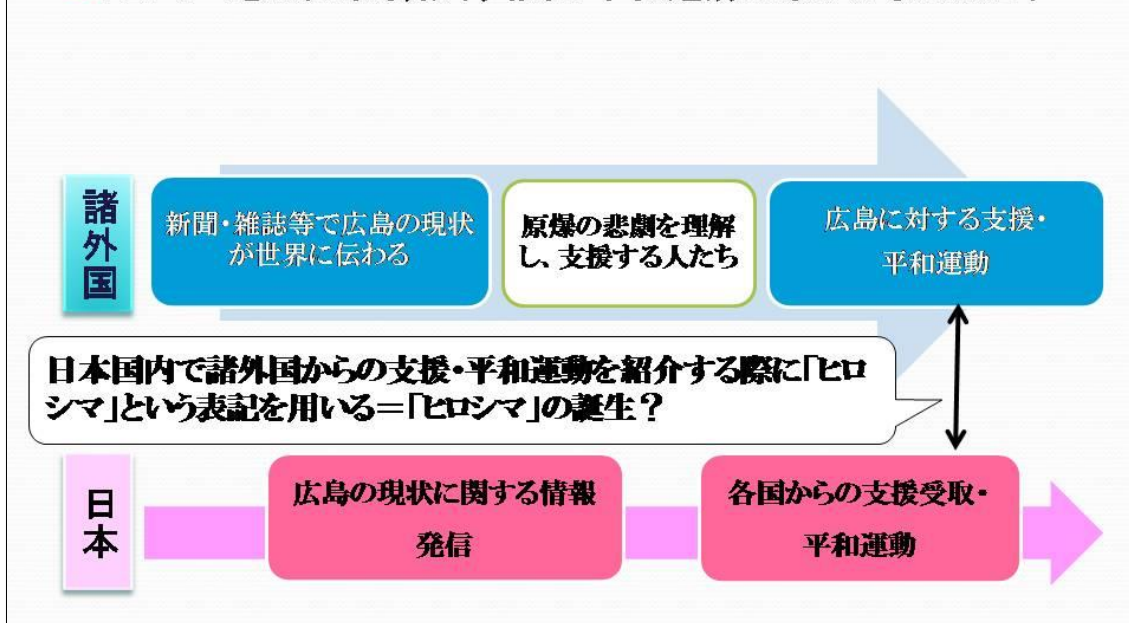 諸外国
新聞・雑誌等で広島の現状
が世界に伝わる
原爆の悲劇を理解
し、支援する人たち
広島に対する支援・
平和運動
日本国内で諸外国からの支援・平和運動を紹介する際に「ヒロ
シマ」という表記を用いる＝「ヒロシマ」の誕生？
日本
広島の現状に関する情報
発信
各国からの支援受取・
平和運動